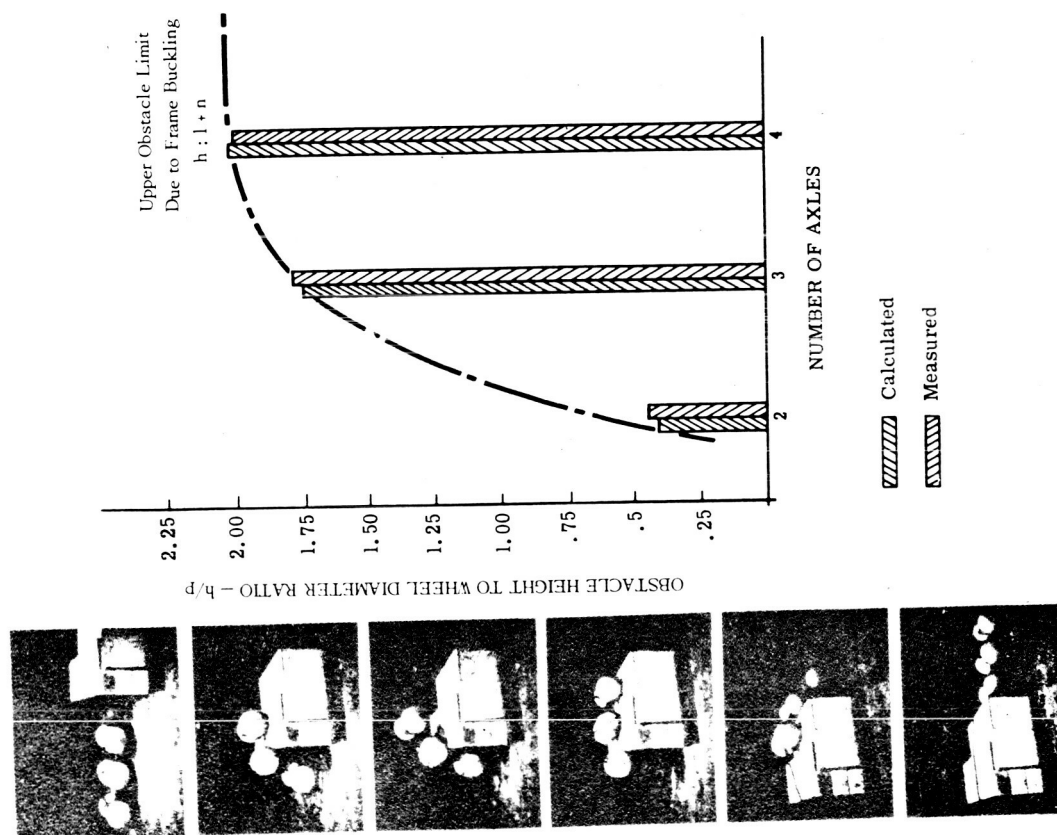 Upper Obstacle Limit
Due to Frame Buckling
h : l + n
2.25
2.00
1.75
1.50
1.25
1.00
.75
.5
.25
OBSTACLE HEIGHT TO WHEEL DIAMETER RATIO – h/p
2
3
4
NUMBER OF AXLES
Calculated
Measured